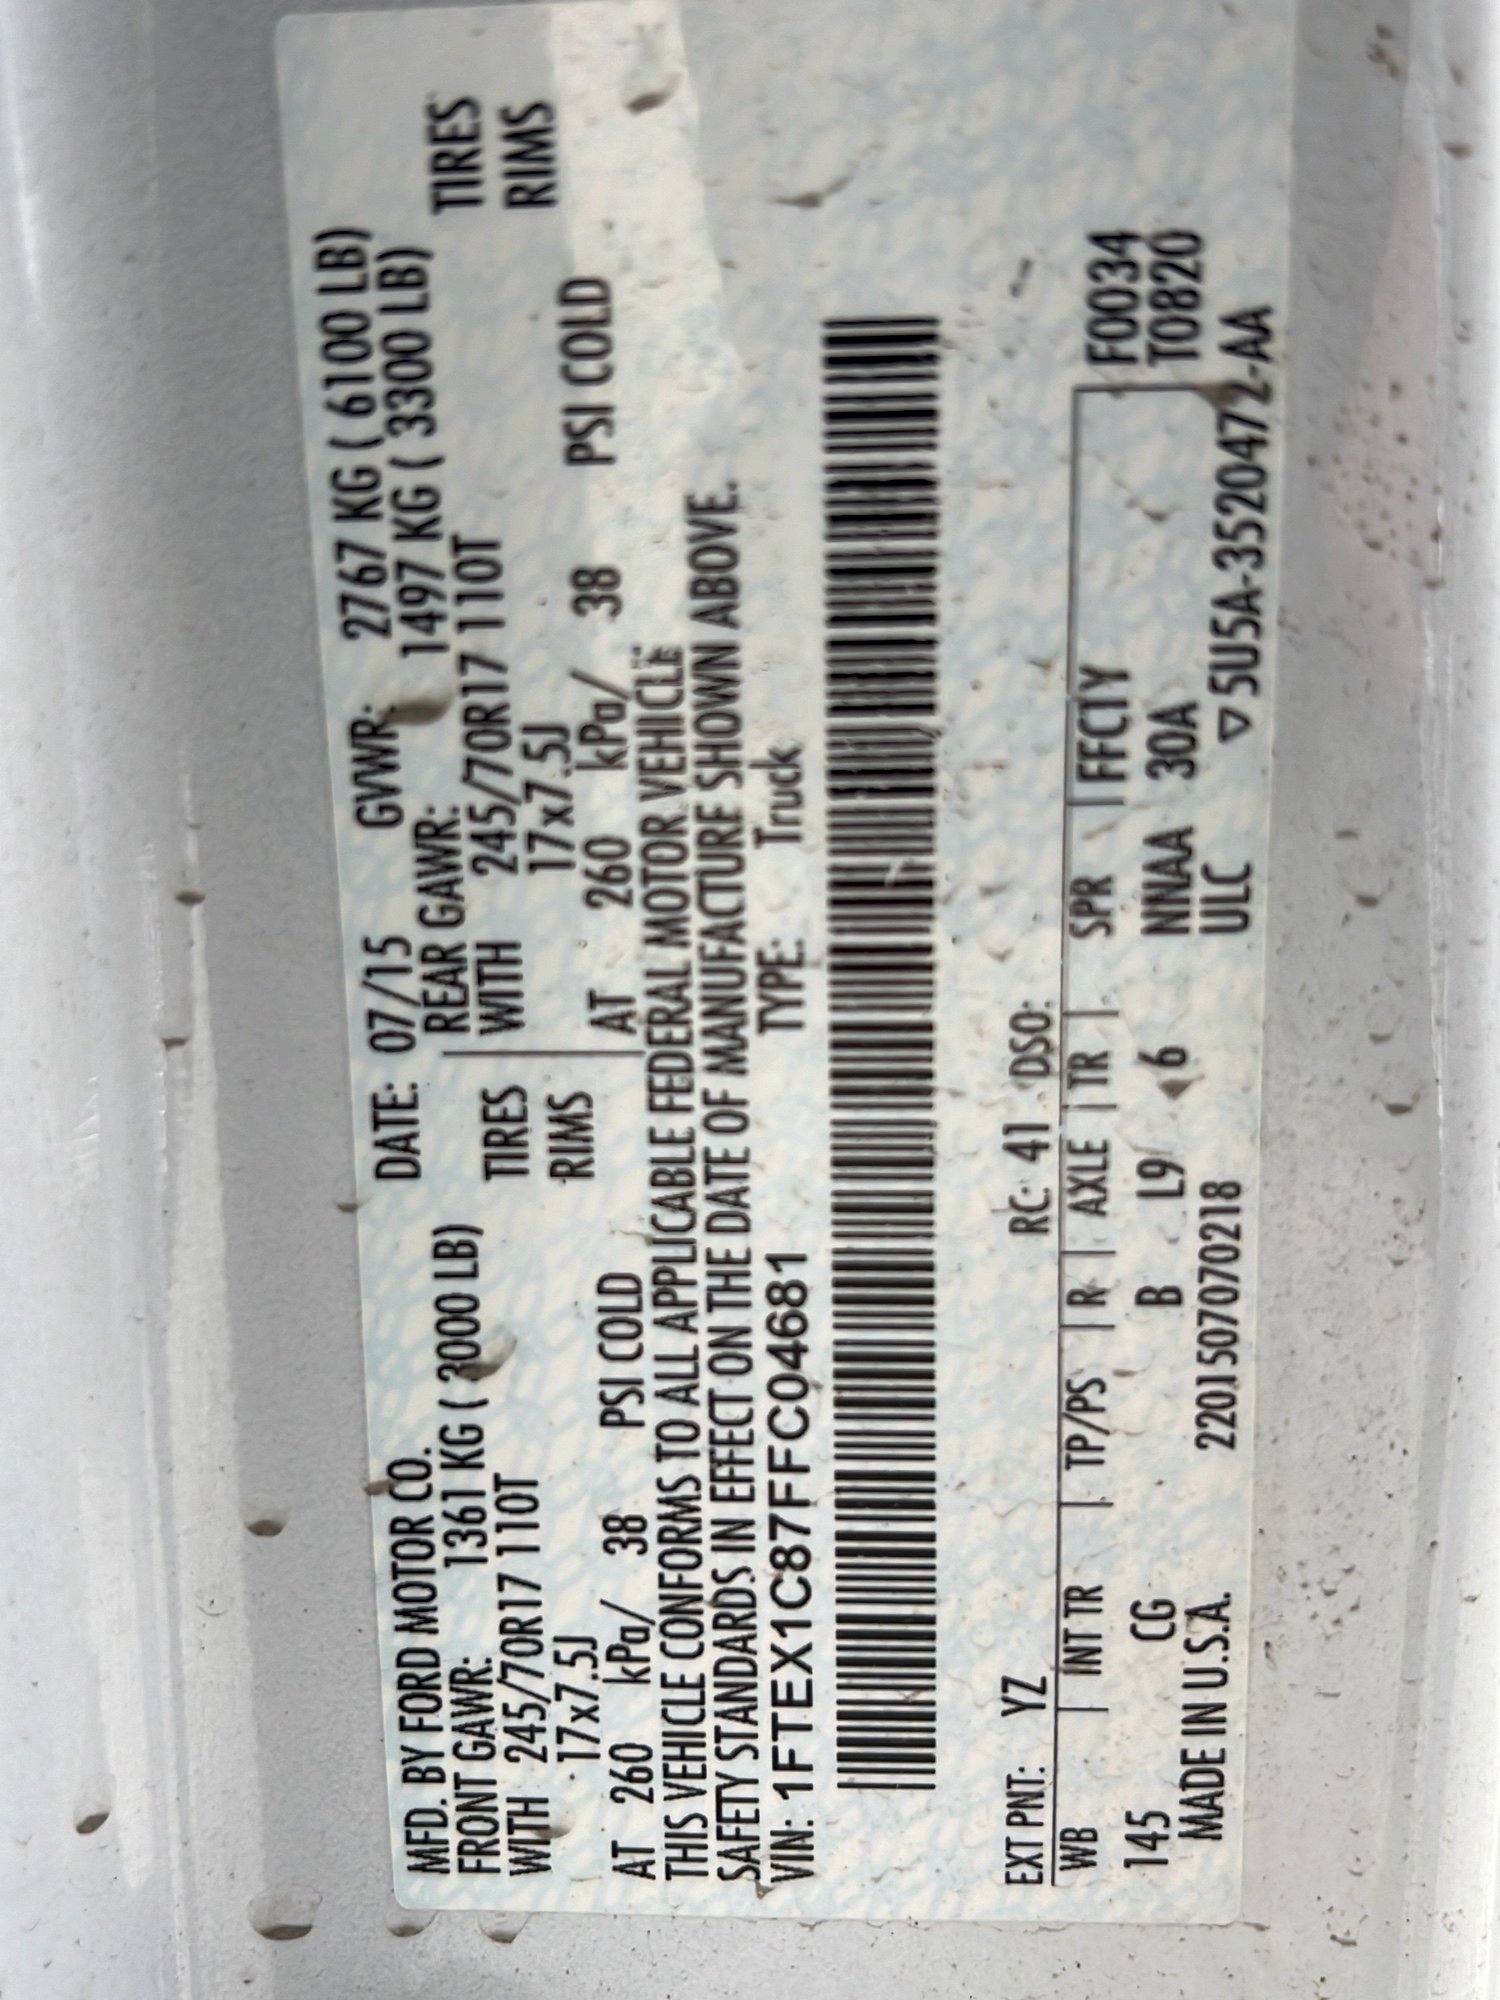 MFD. BY FORD MOTOR CO. DATE: 07/15 GVWR: 2767 KG ( 6100 LB)
FRONT GAWR: 1361 KG ( 3000 LB) REAR GAWR: 1497 KG ( 3300 LB)
WITH 245/70R17 110T TIRES WITH 245/70R17 110T TIRES
17x7.5J RIMS 17x7.5J RIMS
AT 260 kPa/ 38 PSI COLD AT 260 kPa/ 38 PSI COLD
THIS VEHICLE CONFORMS TO ALL APPLICABLE FEDERAL MOTOR VEHICLE
SAFETY STANDARDS IN EFFECT ON THE DATE OF MANUFACTURE SHOWN ABOVE.
VIN: 1FTEX1C87FFC04681 TYPE: Truck
EXT PNT: YZ RC: 41 DSO:
WB | INT TR | TP/PS | R | AXLE | TR | SPR | FFCTY F0034
145 CG B L9 6 NNAA 30A T0820
MADE IN U.S.A. 220150707​0218 ULC ▽5U5A-3520472-AA